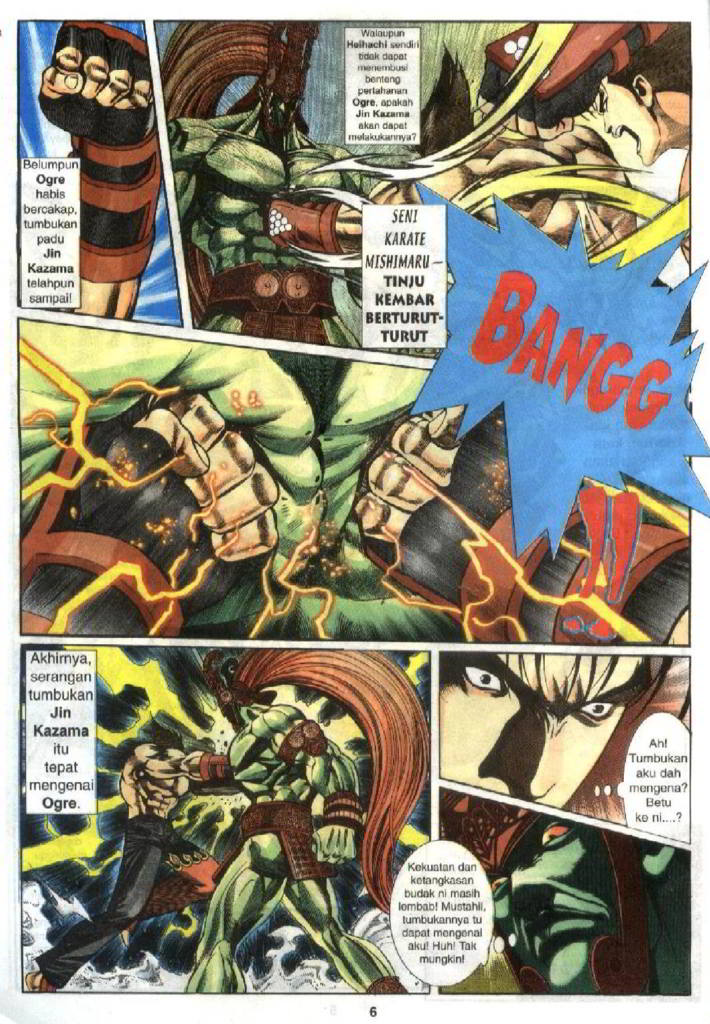 Belumpun
Ogre
habis
bercakap,
tumbukan
padu
Jin
Kazama
telahpun
sampai!
Walaupun
Heihachi sendiri
tidak dapat
menembusi
benteng
pertahanan
Ogre, apakah
Jin Kazama
akan dapat
melakukannya?
SENI
KARATE
MISHIMARU –
TINJU
KEMBAR
BERTURUT-
TURUT
BANGG
!!
Akhirnya,
serangan
tumbukan
Jin
Kazama
itu
tepat
mengenai
Ogre.
Ah!
Tumbukan
aku dah
mengena?
Betu
ke ni....?
Kekuatan dan
ketangkasan
budak ni masih
lembab! Mustahil,
tumbukannya tu
dapat mengenai
aku! Huh! Tak
mungkin!
6